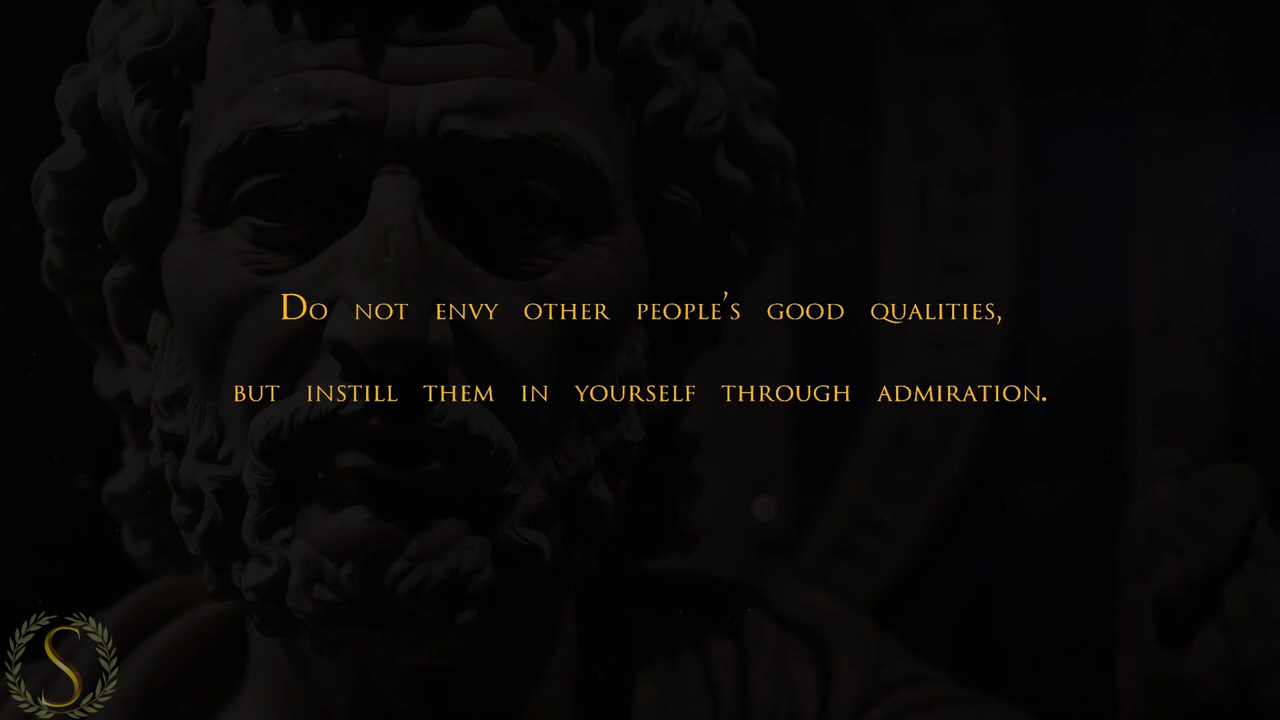 Do not envy other people's good qualities,
but instill them in yourself through admiration.
S